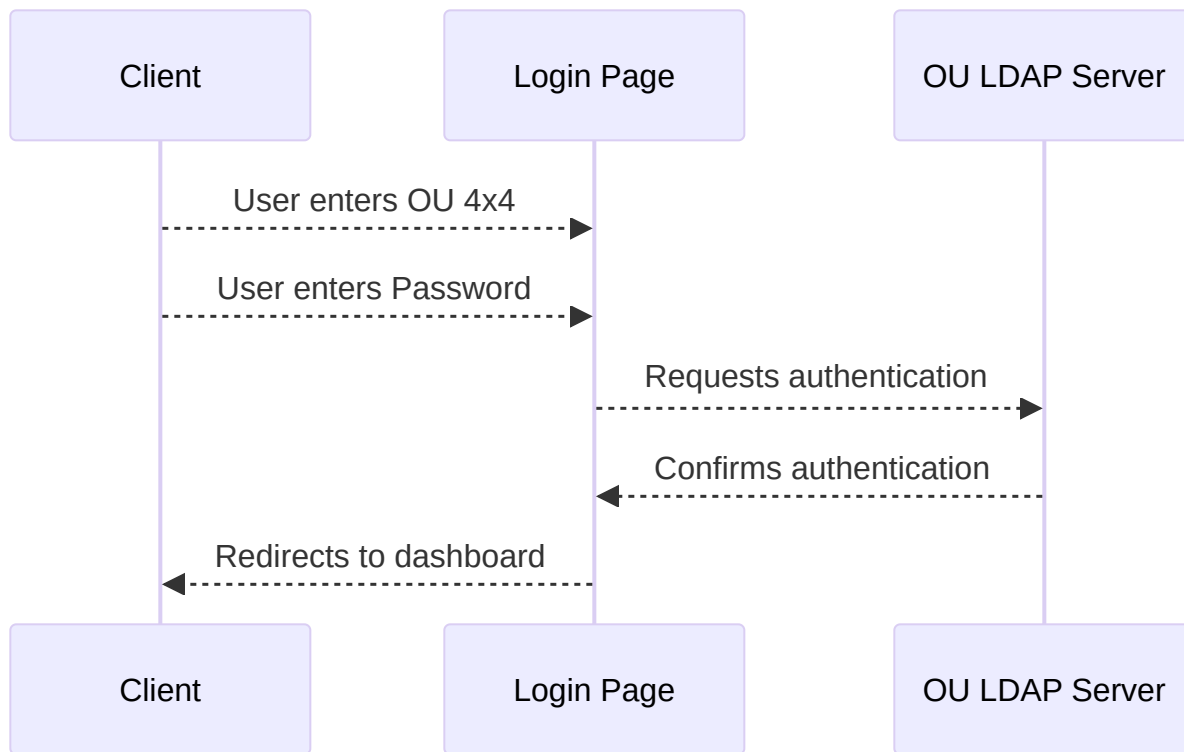 Client
Login Page
OU LDAP Server
User enters OU 4x4
User enters Password
Requests authentication
Confirms authentication
Redirects to dashboard
Client
Login Page
OU LDAP Server